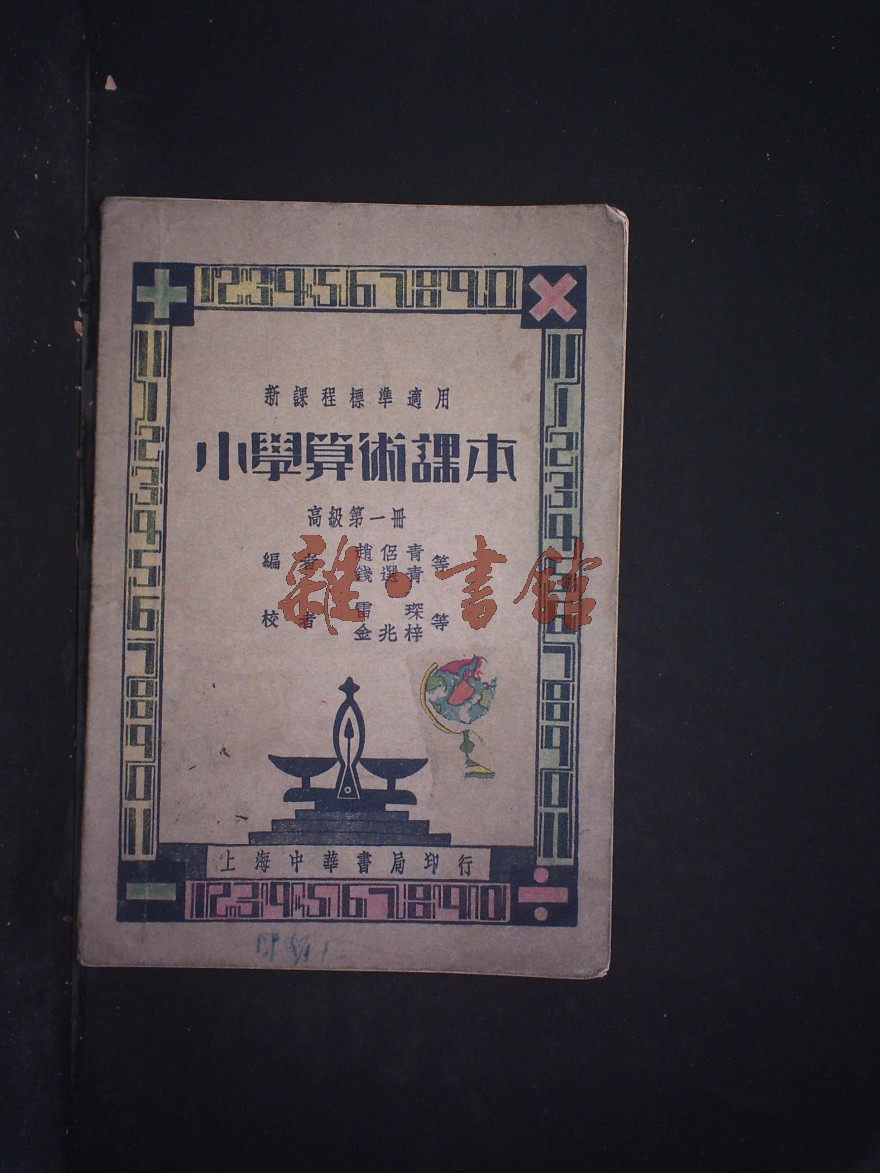 1234567890
新課程標準適用
小學算術課本
高級第一冊
編者 趙侶青 錢選青 等
校者 雷琛 金兆梓 等
雜·書館
上海中華書局印行
1234567890